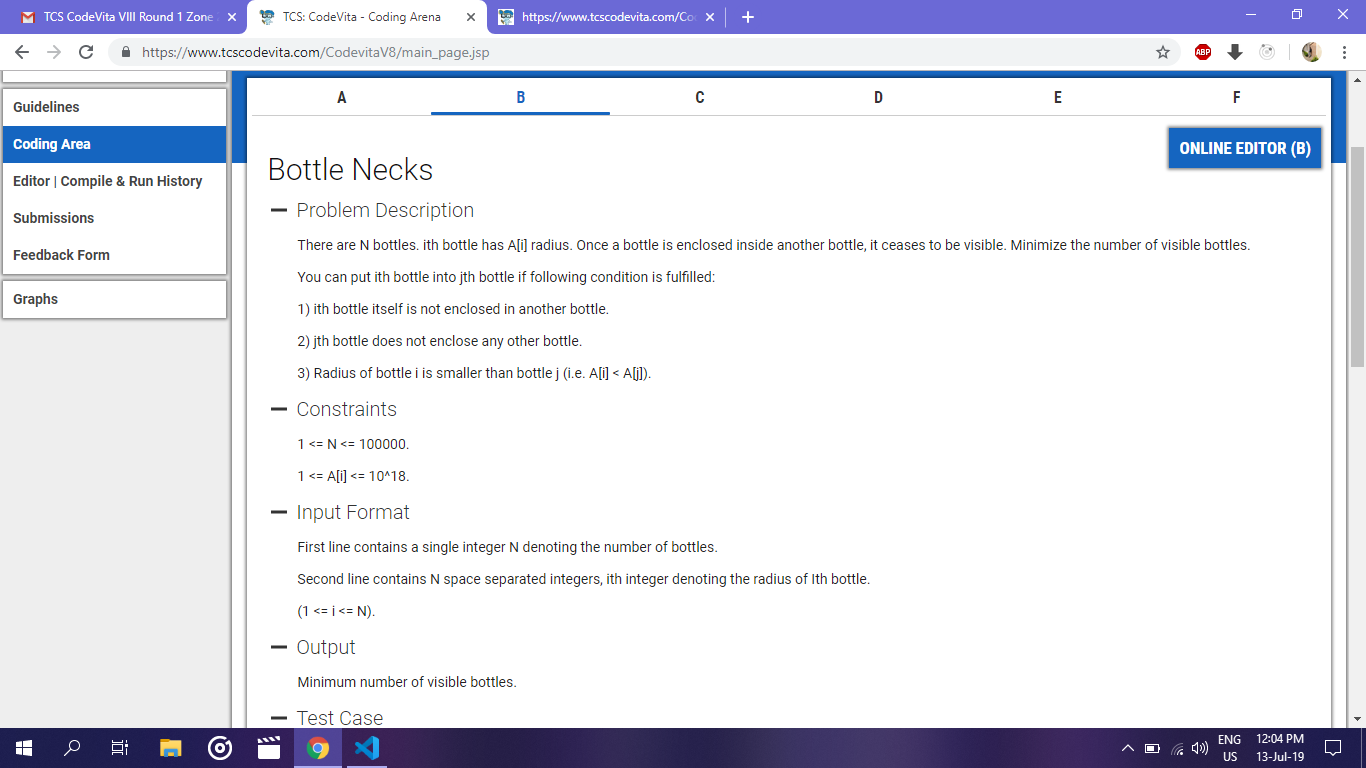 TCS CodeVita VIII Round 1 Zone
TCS: CodeVita - Coding Arena
https://www.tcscodevita.com/Co
https://www.tcscodevita.com/CodevitaV8/main_page.jsp
ABP
Guidelines
Coding Area
Editor | Compile & Run History
Submissions
Feedback Form
Graphs
A B C D E F
ONLINE EDITOR (B)
Bottle Necks
Problem Description
There are N bottles. ith bottle has A[i] radius. Once a bottle is enclosed inside another bottle, it ceases to be visible. Minimize the number of visible bottles.
You can put ith bottle into jth bottle if following condition is fulfilled:
1) ith bottle itself is not enclosed in another bottle.
2) jth bottle does not enclose any other bottle.
3) Radius of bottle i is smaller than bottle j (i.e. A[i] < A[j]).
Constraints
1 <= N <= 100000.
1 <= A[i] <= 10^18.
Input Format
First line contains a single integer N denoting the number of bottles.
Second line contains N space separated integers, ith integer denoting the radius of Ith bottle.
(1 <= i <= N).
Output
Minimum number of visible bottles.
Test Case
ENG
US
12:04 PM
13-Jul-19